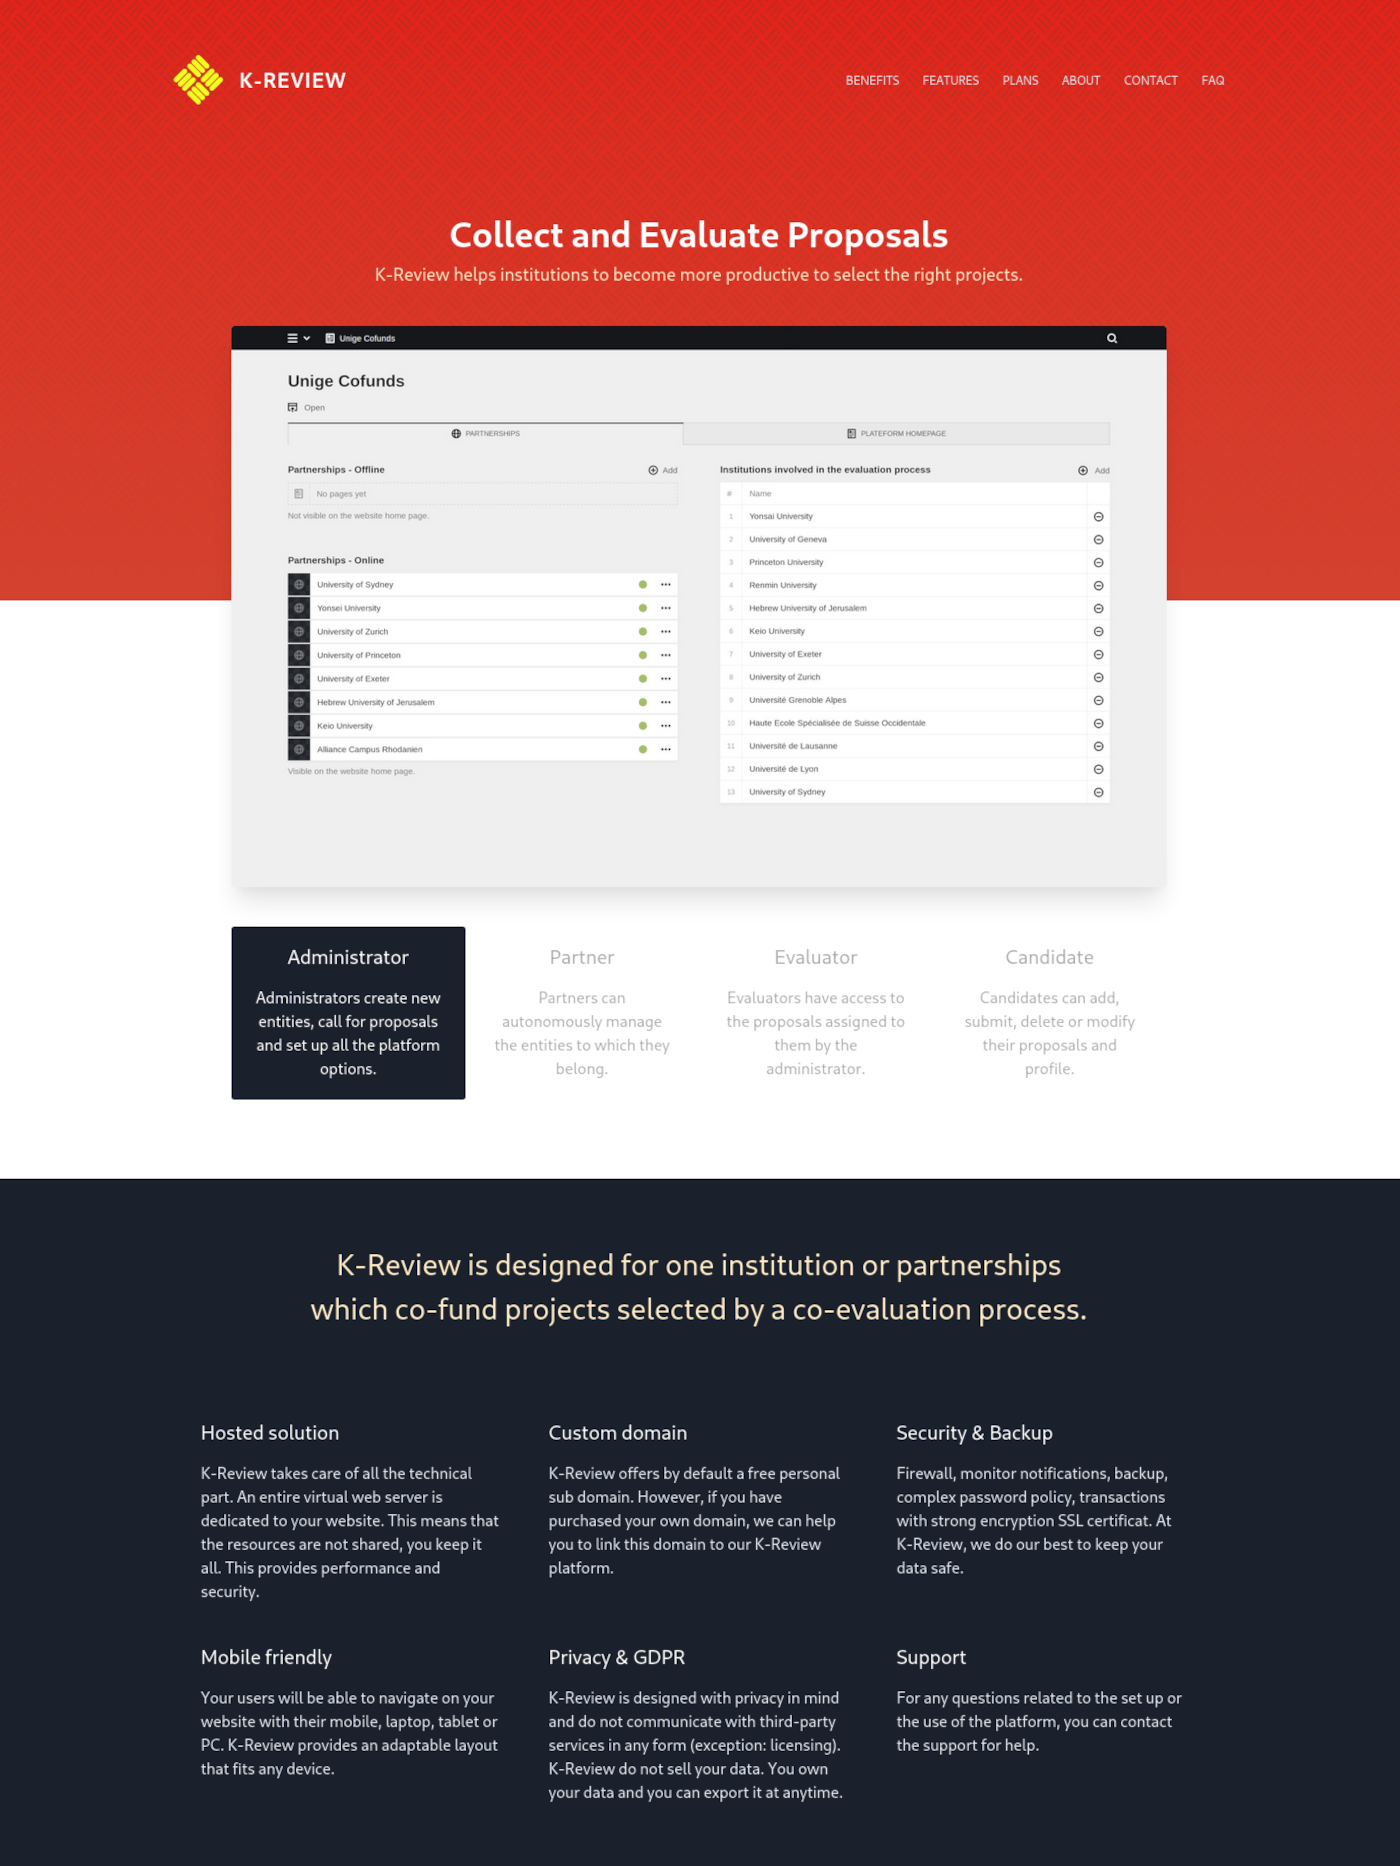 K-REVIEW
BENEFITS FEATURES PLANS ABOUT CONTACT FAQ
Collect and Evaluate Proposals
K-Review helps institutions to become more productive to select the right projects.
Unige Cofunds
Unige Cofunds
Open
PARTNERSHIPS
PLATEFORM HOMEPAGE
Partnerships - Offline
Add
No pages yet
Not visible on the website home page.
Partnerships - Online
University of Sydney
Yonsei University
University of Zurich
University of Princeton
University of Exeter
Hebrew University of Jerusalem
Keio University
Alliance Campus Rhodanien
Visible on the website home page.
Institutions involved in the evaluation process
Add
# Name
1 Yonsai University
2 University of Geneva
3 Princeton University
4 Renmin University
5 Hebrew University of Jerusalem
6 Keio University
7 University of Exeter
8 University of Zurich
9 Université Grenoble Alpes
10 Haute Ecole Spécialisée de Suisse Occidentale
11 Université de Lausanne
12 Université de Lyon
13 University of Sydney
Administrator
Administrators create new
entities, call for proposals
and set up all the platform
options.
Partner
Partners can
autonomously manage
the entities to which they
belong.
Evaluator
Evaluators have access to
the proposals assigned to
them by the
administrator.
Candidate
Candidates can add,
submit, delete or modify
their proposals and
profile.
K-Review is designed for one institution or partnerships
which co-fund projects selected by a co-evaluation process.
Hosted solution
K-Review takes care of all the technical
part. An entire virtual web server is
dedicated to your website. This means that
the resources are not shared, you keep it
all. This provides performance and
security.
Custom domain
K-Review offers by default a free personal
sub domain. However, if you have
purchased your own domain, we can help
you to link this domain to our K-Review
platform.
Security & Backup
Firewall, monitor notifications, backup,
complex password policy, transactions
with strong encryption SSL certificat. At
K-Review, we do our best to keep your
data safe.
Mobile friendly
Your users will be able to navigate on your
website with their mobile, laptop, tablet or
PC. K-Review provides an adaptable layout
that fits any device.
Privacy & GDPR
K-Review is designed with privacy in mind
and do not communicate with third-party
services in any form (exception: licensing).
K-Review do not sell your data. You own
your data and you can export it at anytime.
Support
For any questions related to the set up or
the use of the platform, you can contact
the support for help.